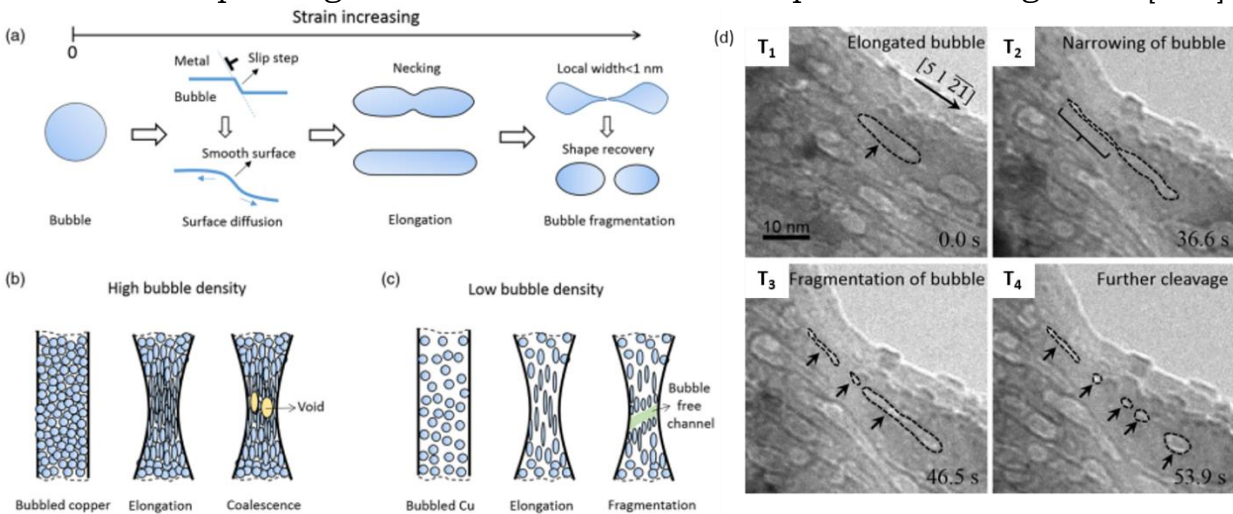 Strain increasing
(a)
0
Metal
Slip step
Bubble
Smooth surface
Bubble
Surface diffusion
Necking
Elongation
Local width<1 nm
Shape recovery
Bubble fragmentation
(b)
High bubble density
Void
Bubbled copper
Elongation
Coalescence
(c)
Low bubble density
Bubble
free
channel
Bubbled Cu
Elongation
Fragmentation
(d)
T₁
Elongated bubble
[5 1 2̅1̅]
10 nm
0.0 s
T₂
Narrowing of bubble
36.6 s
T₃
Fragmentation of bubble
46.5 s
T₄
Further cleavage
53.9 s